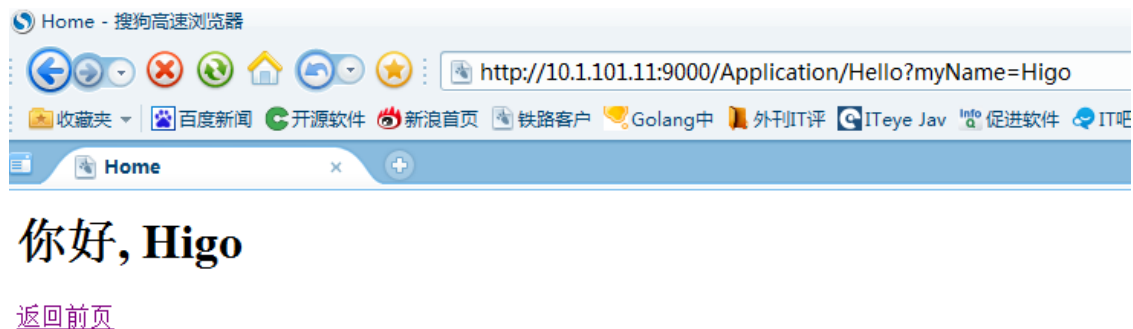 Home - 搜狗高速浏览器
http://10.1.101.11:9000/Application/Hello?myName=Higo
收藏夹 百度新闻 开源软件 新浪首页 铁路客户 Golang中 外刊IT评 ITeye Jav Info Q 促进软件 IT吧
Home
你好, Higo
返回前页